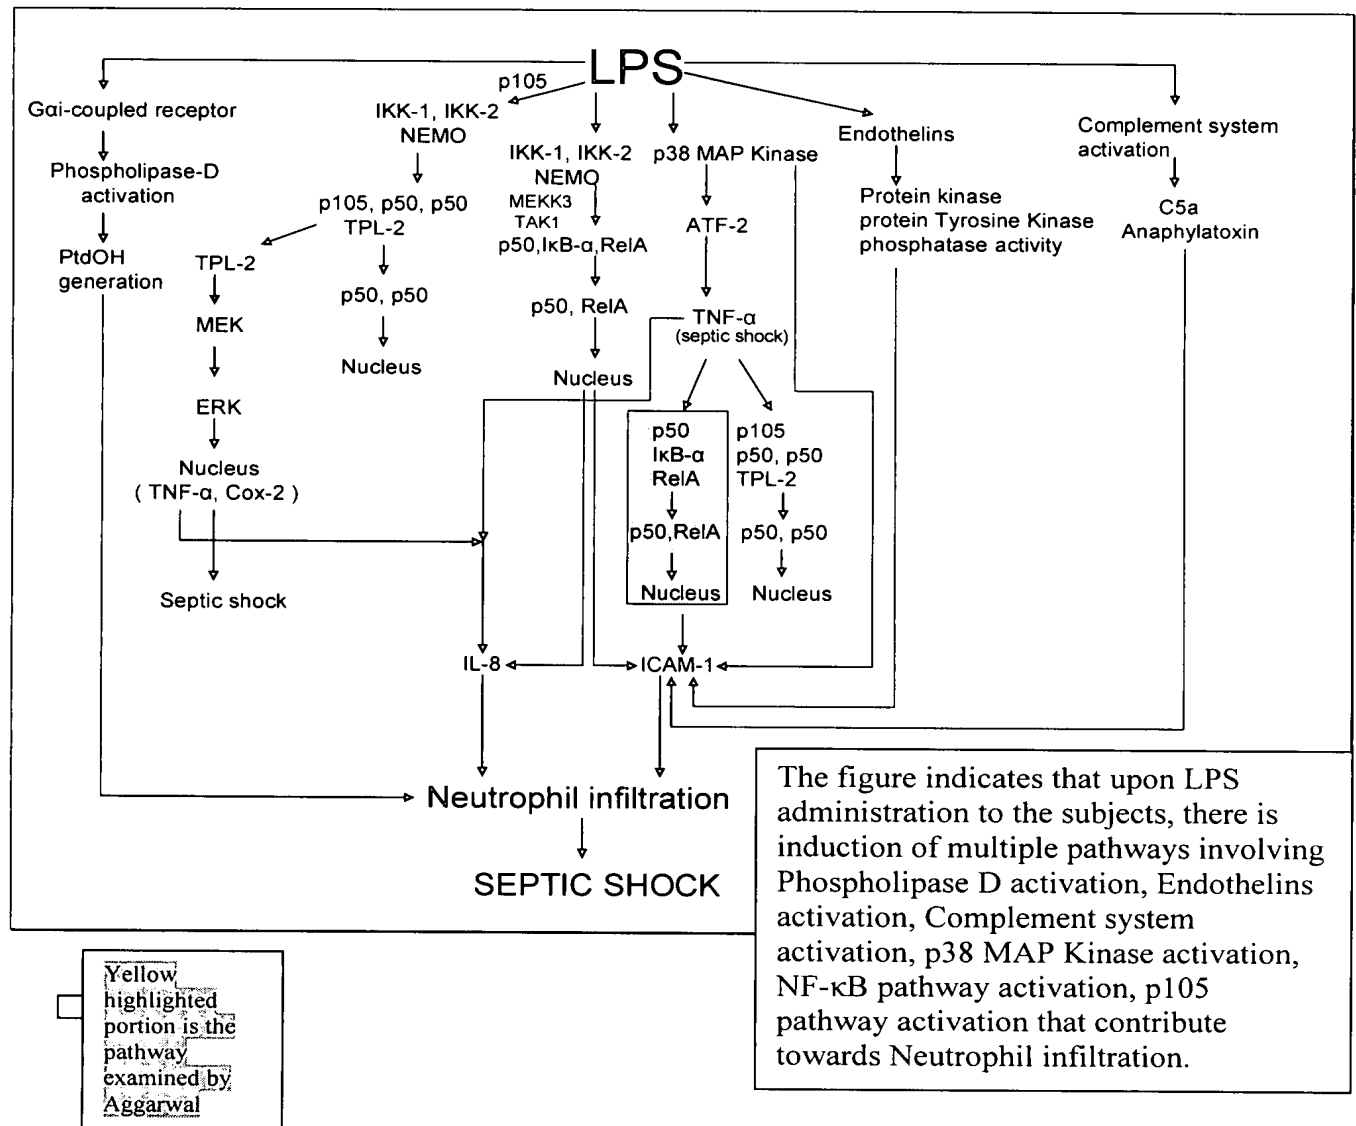 LPS
p105
Gαi-coupled receptor
Phospholipase-D
activation
PtdOH
generation
IKK-1, IKK-2
NEMO
p105, p50, p50
TPL-2
TPL-2
MEK
ERK
Nucleus
( TNF-α, Cox-2 )
Septic shock
p50, p50
Nucleus
IKK-1, IKK-2
NEMO
MEKK3
TAK1
p50,IκB-α,RelA
p50, RelA
Nucleus
p38 MAP Kinase
ATF-2
TNF-α
(septic shock)
p50
IκB-α
RelA
p50,RelA
Nucleus
p105
p50, p50
TPL-2
p50, p50
Nucleus
Endothelins
Protein kinase
protein Tyrosine Kinase
phosphatase activity
Complement system
activation
C5a
Anaphylatoxin
IL-8
ICAM-1
Neutrophil infiltration
SEPTIC SHOCK
The figure indicates that upon LPS
administration to the subjects, there is
induction of multiple pathways involving
Phospholipase D activation, Endothelins
activation, Complement system
activation, p38 MAP Kinase activation,
NF-κB pathway activation, p105
pathway activation that contribute
towards Neutrophil infiltration.
Yellow
highlighted
portion is the
pathway
examined by
Aggarwal